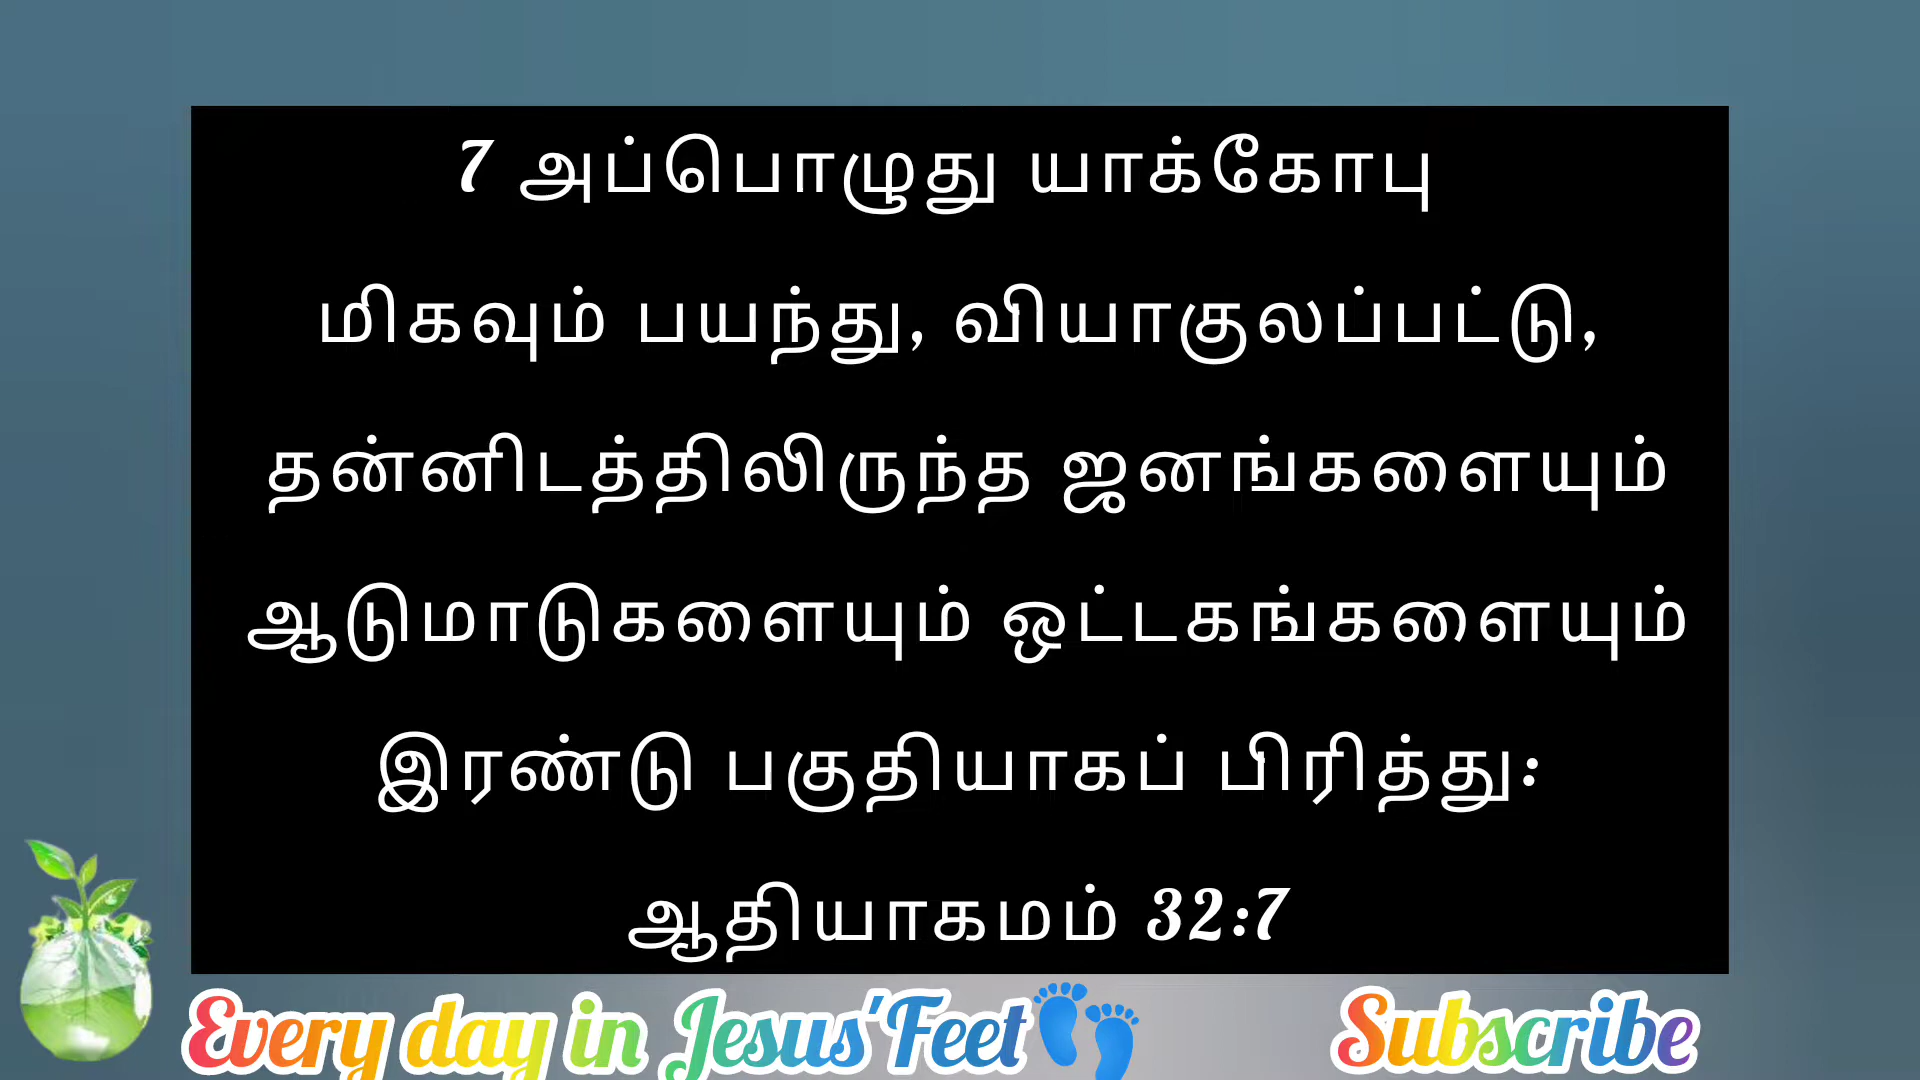 7 அப்பொழுது யாக்கோபு
மிகவும் பயந்து, வியாகுலப்பட்டு,
தன்னிடத்திலிருந்த ஜனங்களையும்
ஆடுமாடுகளையும் ஒட்டகங்களையும்
இரண்டு பகுதியாகப் பிரித்து:
ஆதியாகமம் 32:7
Every day in Jesus'Feet👣
Subscribe